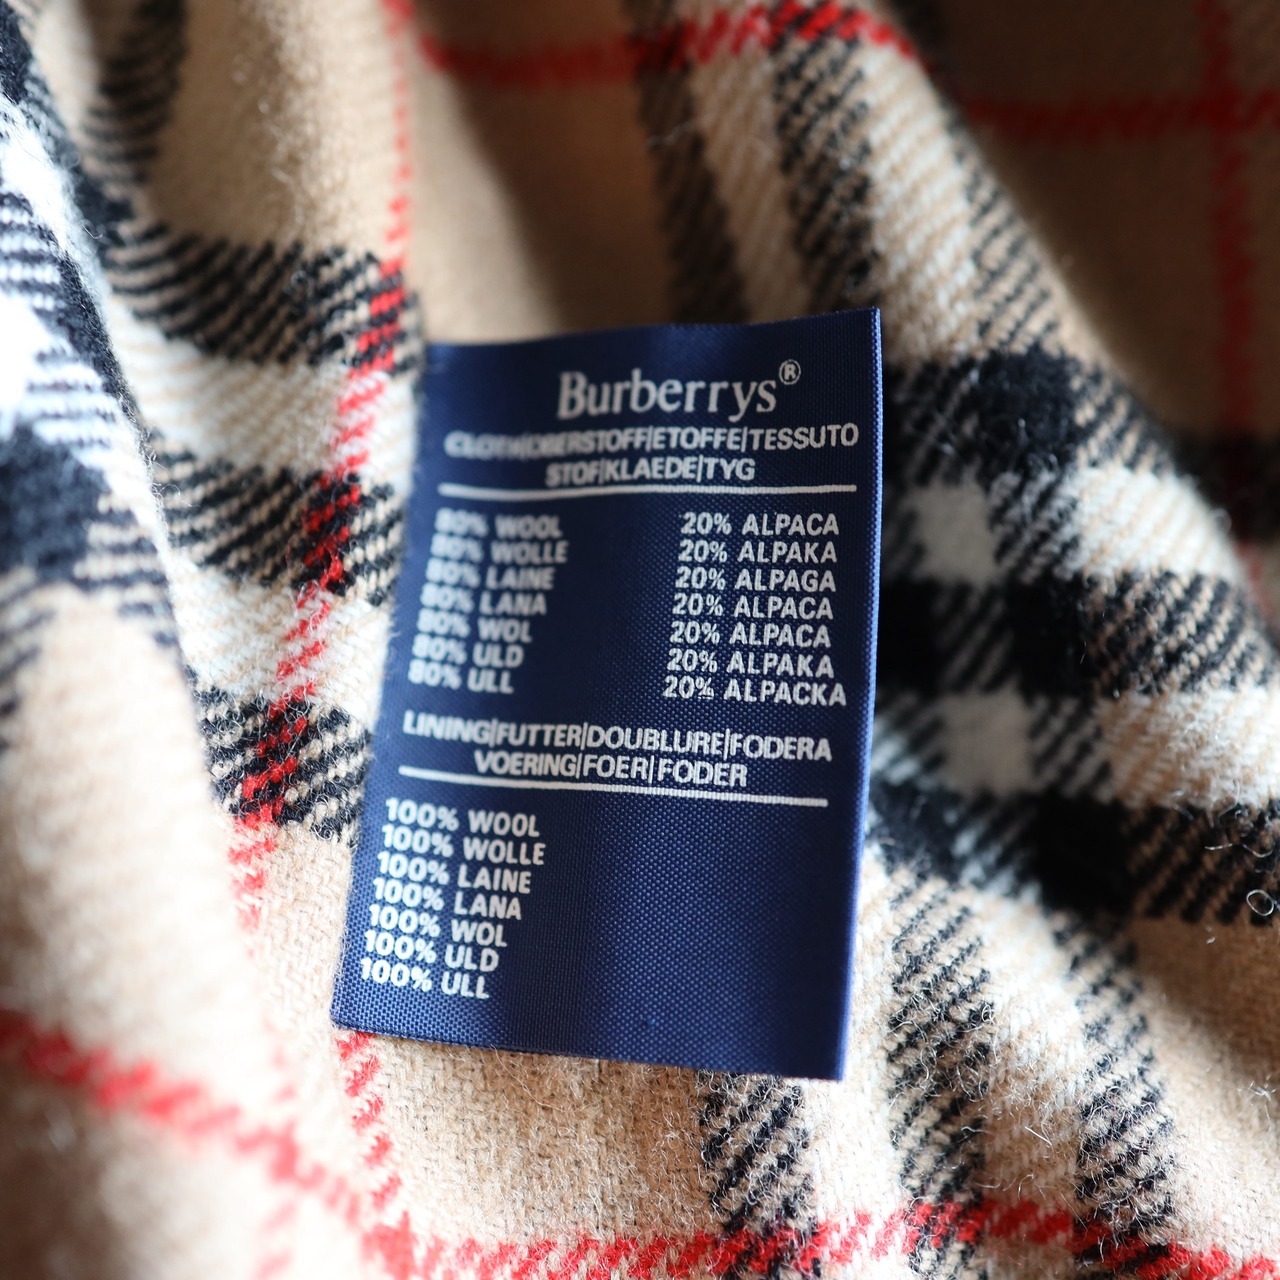 Burberrys®
CLOTH|OBERSTOFF|ETOFFE|TESSUTO
STOF|KLAEDE|TYG
80% WOOL 20% ALPACA
80% WOLLE 20% ALPAKA
80% LAINE 20% ALPAGA
80% LANA 20% ALPACA
80% WOL 20% ALPACA
80% ULD 20% ALPAKA
80% ULL 20% ALPACKA
LINING|FUTTER|DOUBLURE|FODERA
VOERING|FOER|FODER
100% WOOL
100% WOLLE
100% LAINE
100% LANA
100% WOL
100% ULD
100% ULL